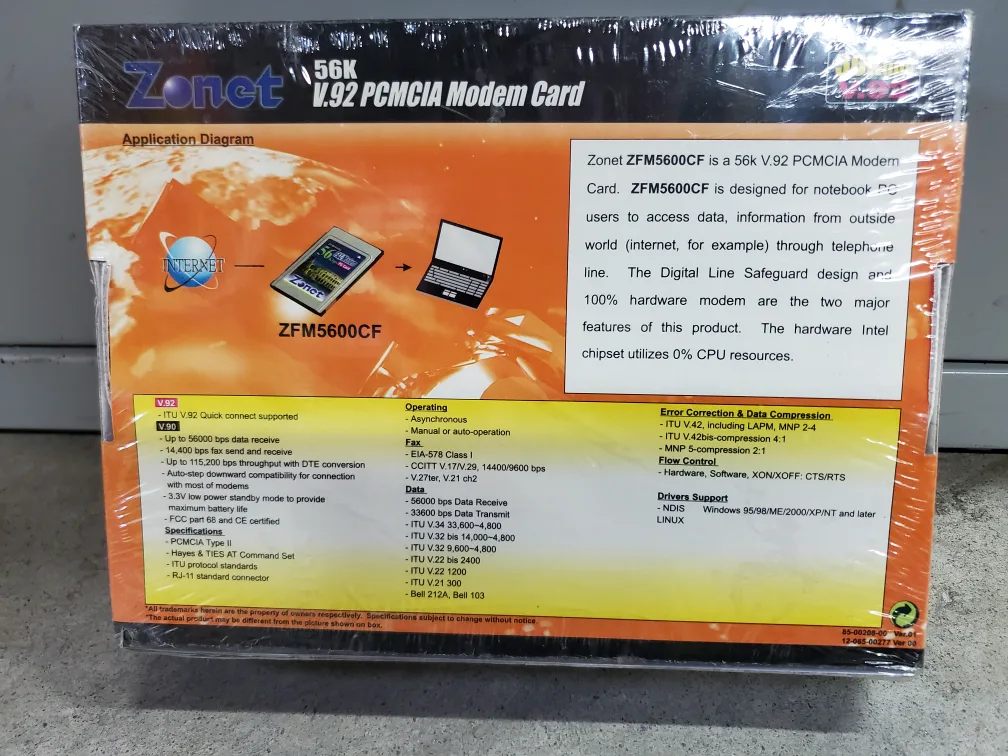 Zonet
56K
V.92 PCMCIA Modem Card
V.92
Application Diagram
INTERNET
56
Zonet
ZFM5600CF
Zonet ZFM5600CF is a 56k V.92 PCMCIA Modem
Card. ZFM5600CF is designed for notebook PC
users to access data, information from outside
world (internet, for example) through telephone
line. The Digital Line Safeguard design and
100% hardware modem are the two major
features of this product. The hardware Intel
chipset utilizes 0% CPU resources.
V.92
- ITU V.92 Quick connect supported
V.90
- Up to 56000 bps data receive
- 14,400 bps fax send and receive
- Up to 115,200 bps throughput with DTE conversion
- Auto-step downward compatibility for connection
with most of modems
- 3.3V low power standby mode to provide
maximum battery life
- FCC part 68 and CE certified
Specifications
- PCMCIA Type II
- Hayes & TIES AT Command Set
- ITU protocol standards
- RJ-11 standard connector
Operating
- Asynchronous
- Manual or auto-operation
Fax
- EIA-578 Class I
- CCITT V.17/V.29, 14400/9600 bps
- V.27ter, V.21 ch2
Data
- 56000 bps Data Receive
- 33600 bps Data Transmit
- ITU V.34 33,600~4,800
- ITU V.32 bis 14,000~4,800
- ITU V.32 9,600~4,800
- ITU V.22 bis 2400
- ITU V.22 1200
- ITU V.21 300
- Bell 212A, Bell 103
Error Correction & Data Compression
- ITU V.42, including LAPM, MNP 2-4
- ITU V.42bis-compression 4:1
- MNP 5-compression 2:1
Flow Control
- Hardware, Software, XON/XOFF: CTS/RTS
Drivers Support
- NDIS Windows 95/98/ME/2000/XP/NT and later
LINUX
*All trademarks herein are the property of owners respectively. Specifications subject to change without notice.
*The actual product may be different from the picture shown on box.
85-00208-00 Ver.01
12-065-00277 Ver 00